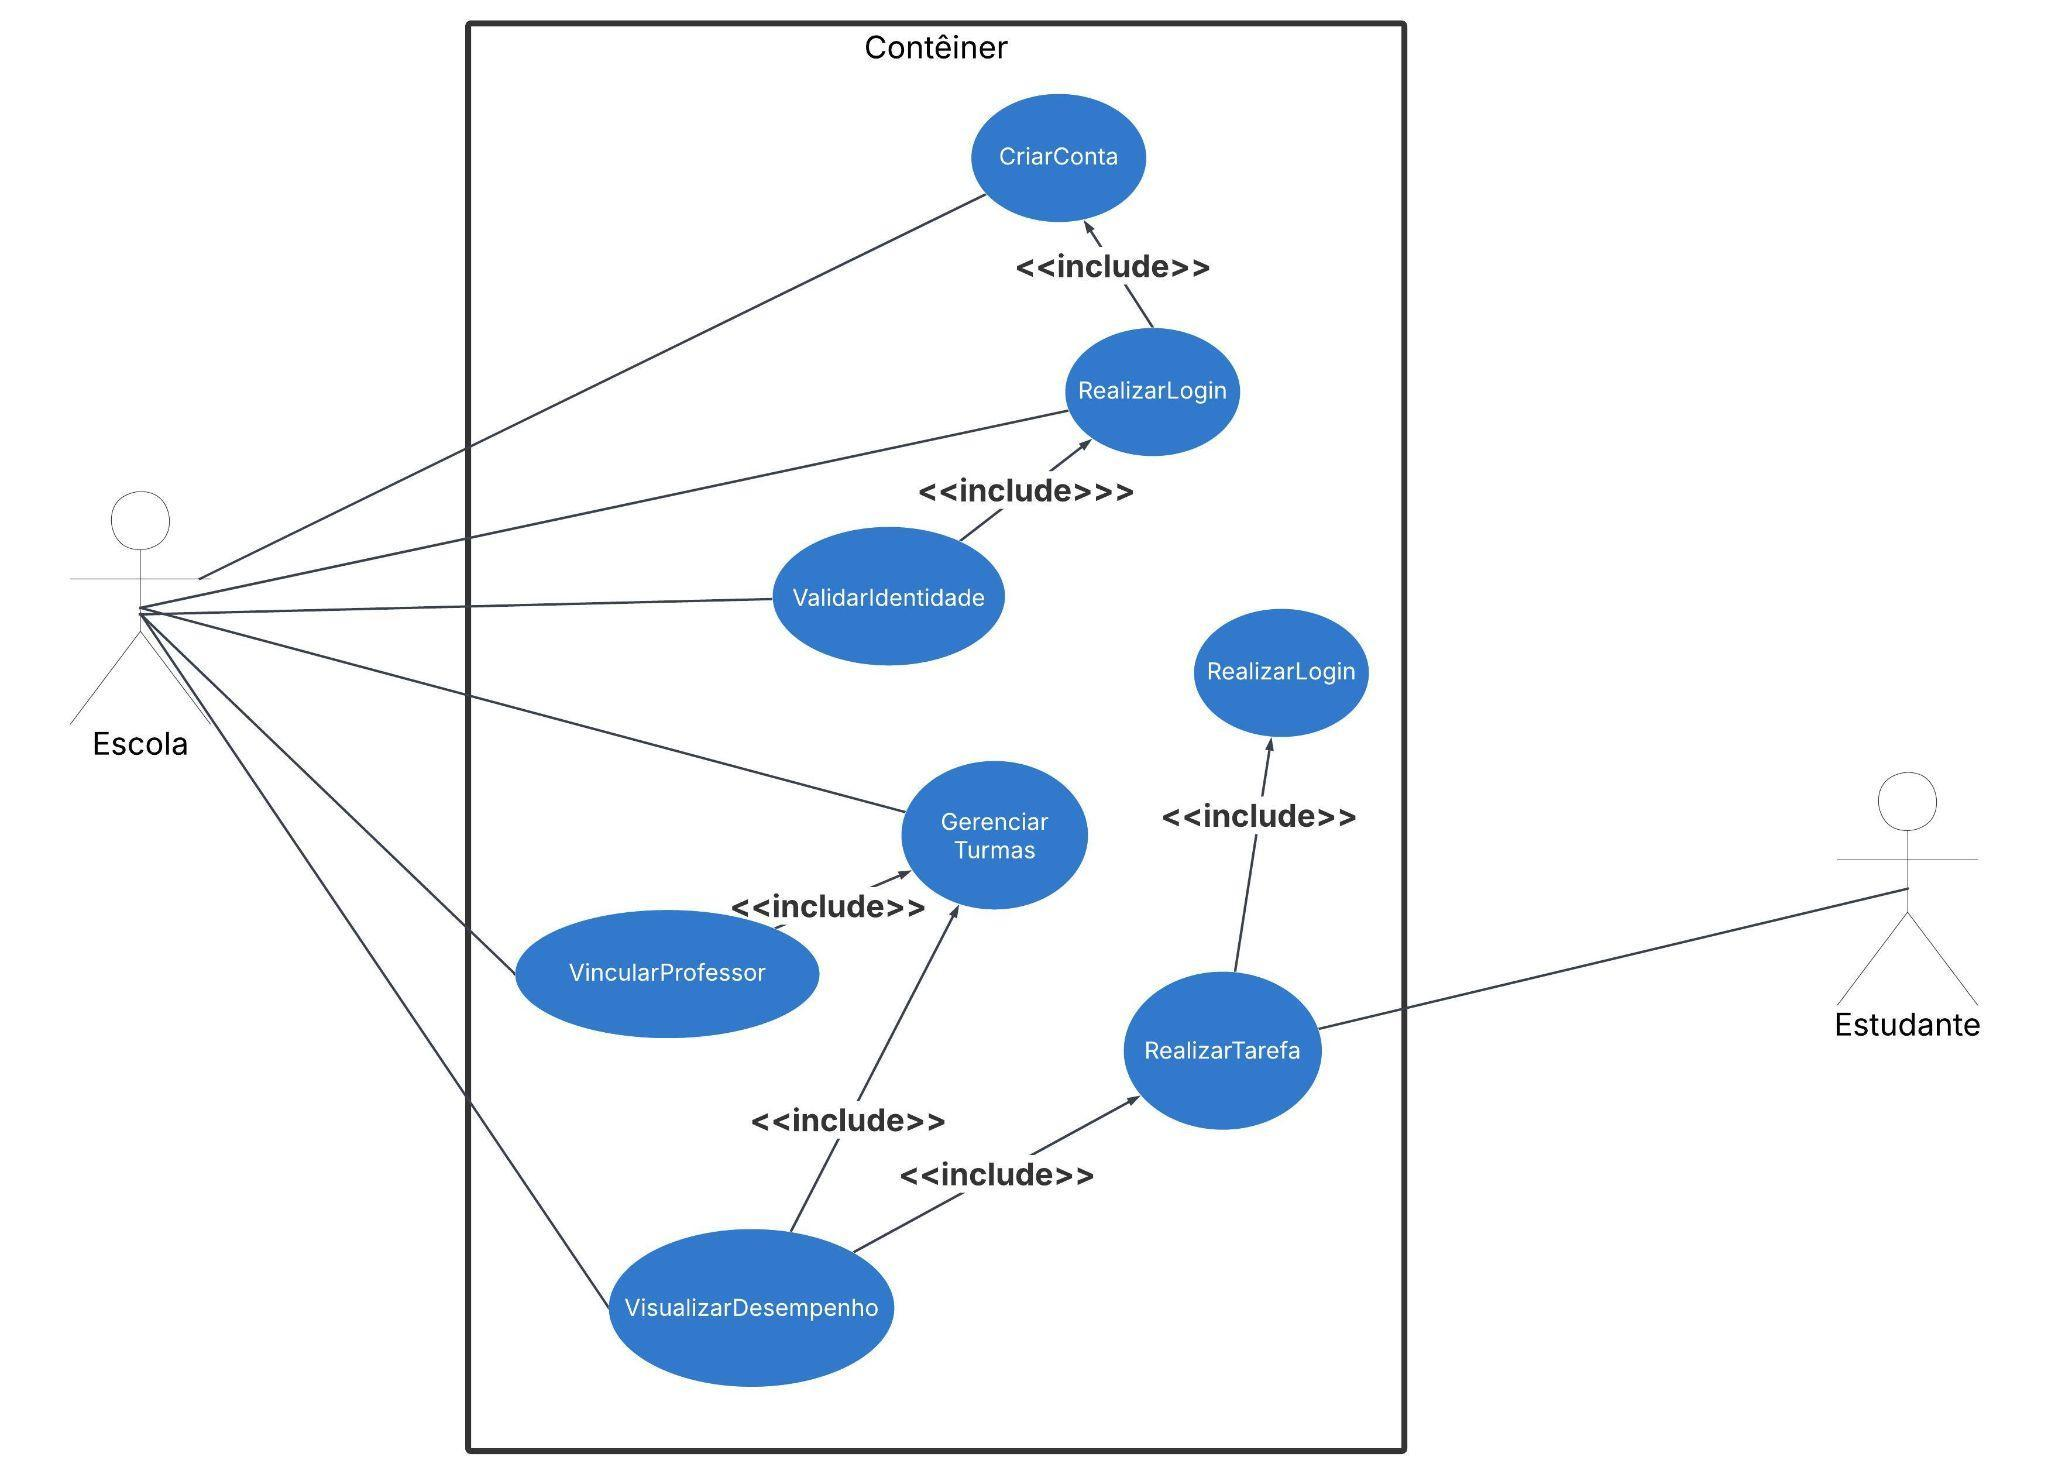 Contêiner
CriarConta
<<include>>
RealizarLogin
<<include>>>
ValidarIdentidade
RealizarLogin
Escola
<<include>>
Gerenciar
Turmas
<<include>>
VincularProfessor
Estudante
RealizarTarefa
<<include>>
<<include>>
VisualizarDesempenho